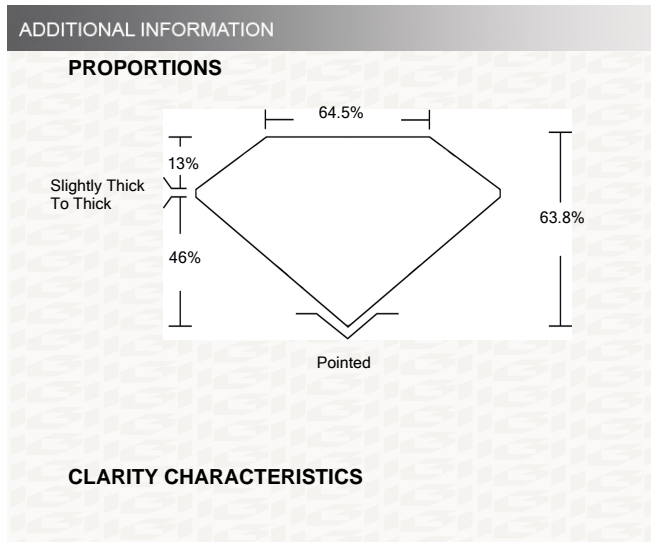 ADDITIONAL INFORMATION
PROPORTIONS
64.5%
13%
Slightly Thick
To Thick
63.8%
46%
Pointed
CLARITY CHARACTERISTICS